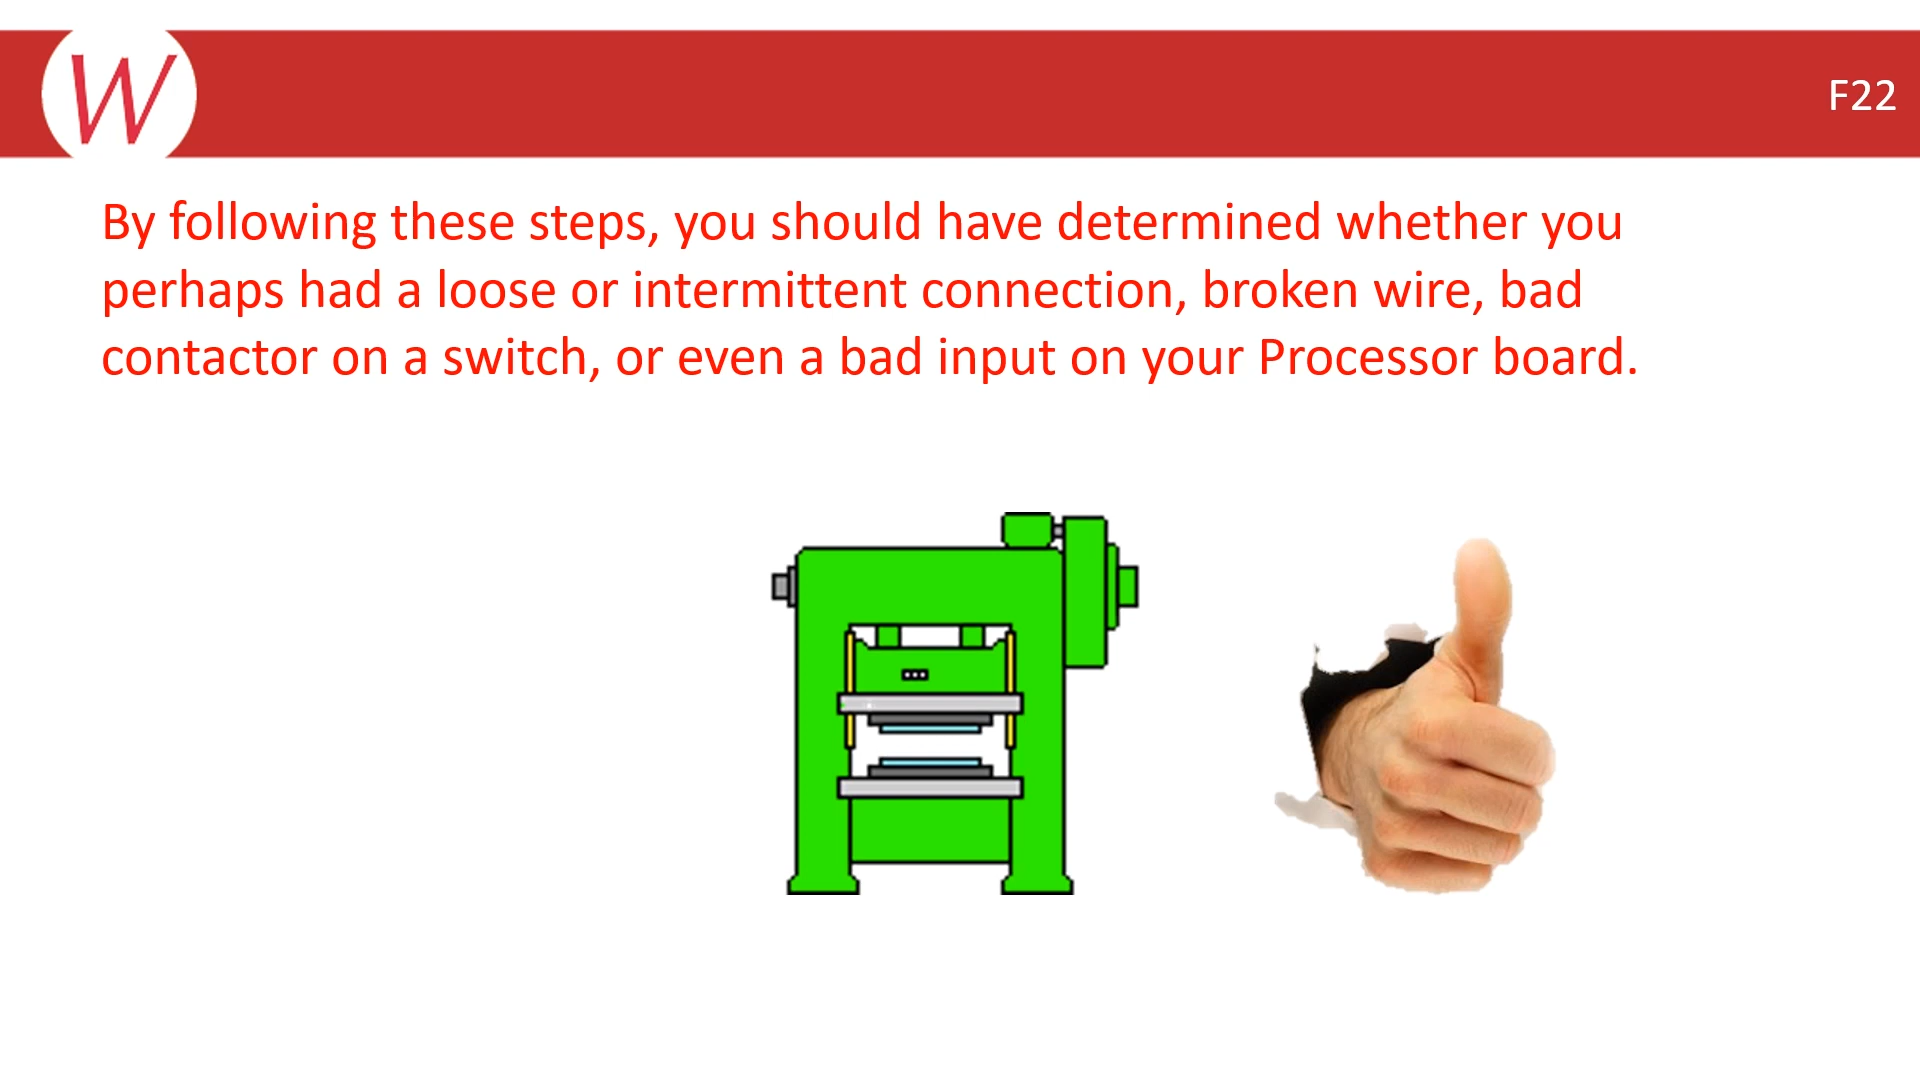 W
F22
By following these steps, you should have determined whether you
perhaps had a loose or intermittent connection, broken wire, bad
contactor on a switch, or even a bad input on your Processor board.